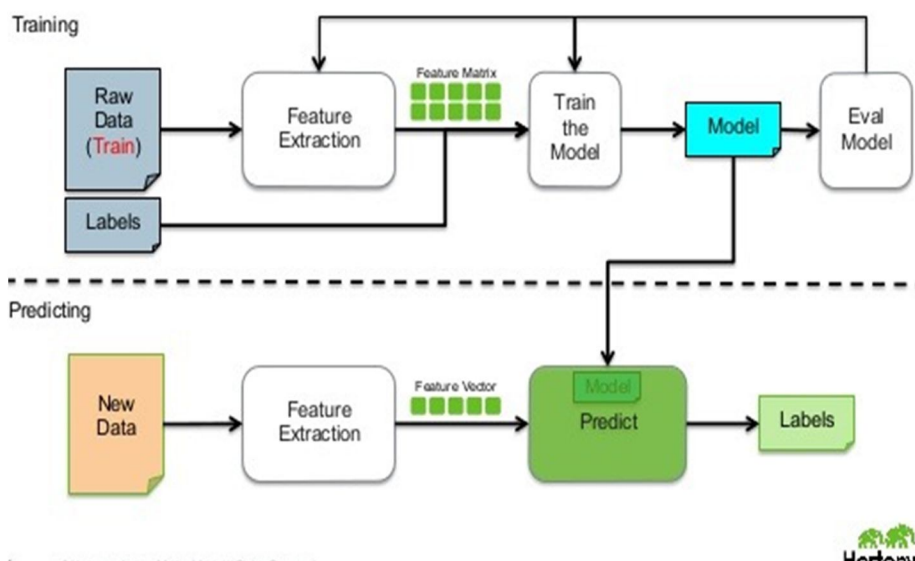 Training
Raw
Data
(Train)
Labels
Feature
Extraction
Feature Matrix
Train
the
Model
Model
Eval
Model
Predicting
New
Data
Feature
Extraction
Feature Vector
Model
Predict
Labels